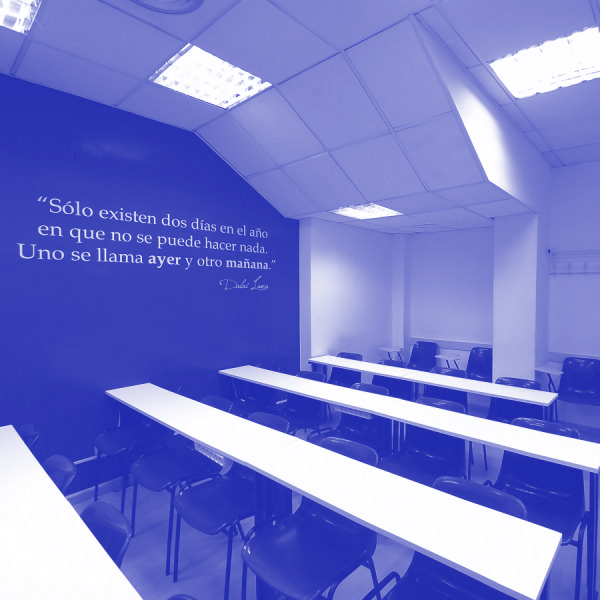 “Sólo existen dos días en el año
en que no se puede hacer nada.
Uno se llama ayer y otro mañana.”
Dalai Lama